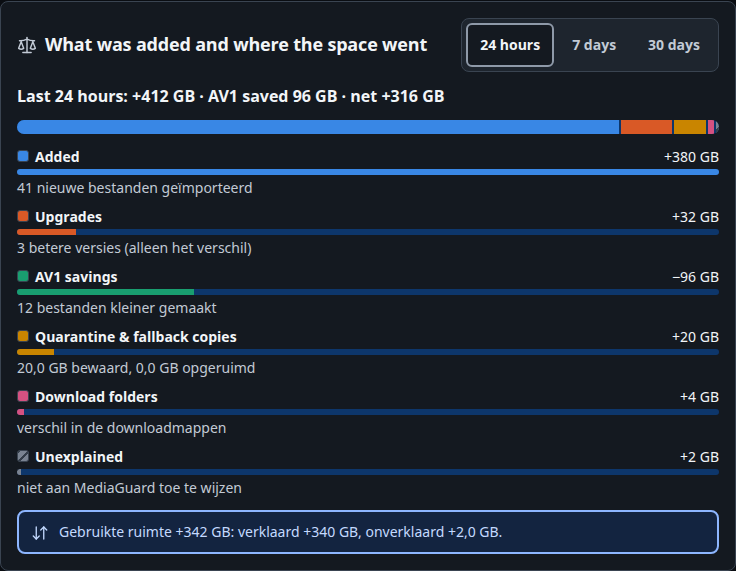 What was added and where the space went
24 hours
7 days
30 days
Last 24 hours: +412 GB · AV1 saved 96 GB · net +316 GB
Added +380 GB
41 nieuwe bestanden geïmporteerd
Upgrades +32 GB
3 betere versies (alleen het verschil)
AV1 savings −96 GB
12 bestanden kleiner gemaakt
Quarantine & fallback copies +20 GB
20,0 GB bewaard, 0,0 GB opgeruimd
Download folders +4 GB
verschil in de downloadmappen
Unexplained +2 GB
niet aan MediaGuard toe te wijzen
Gebruikte ruimte +342 GB: verklaard +340 GB, onverklaard +2,0 GB.